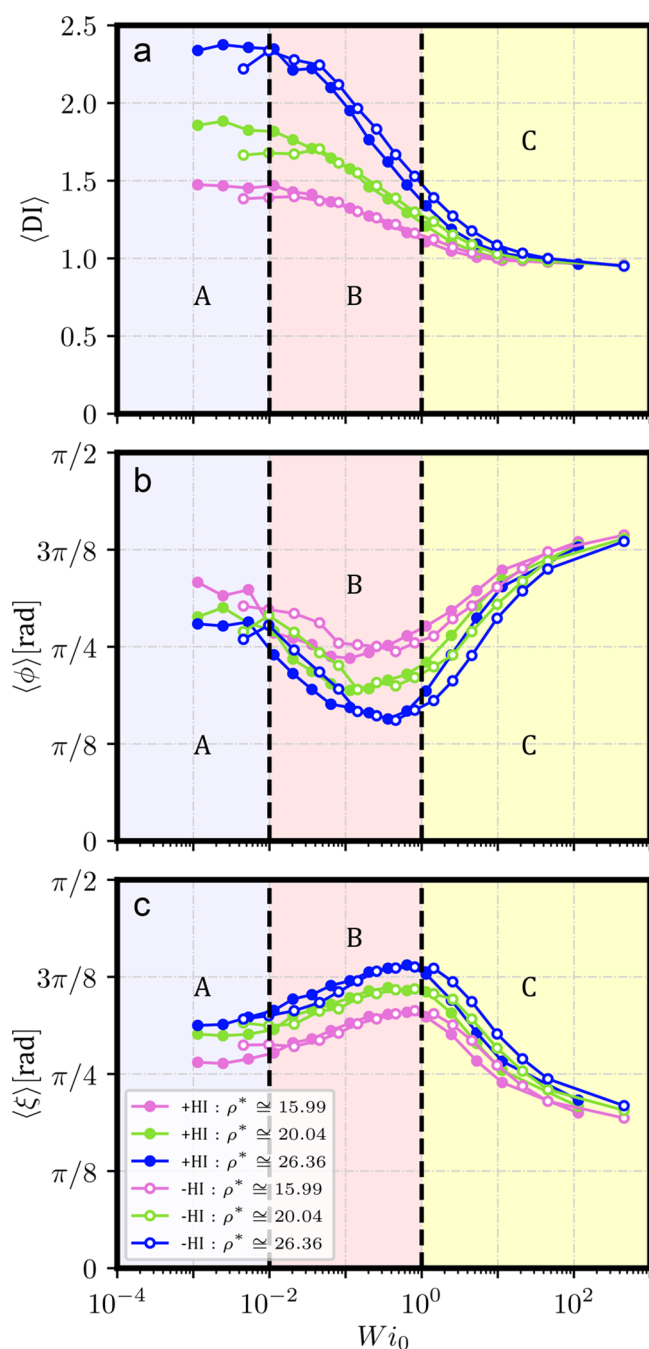 a
2.5
2.0
1.5
1.0
0.5
0
⟨DI⟩
A
B
C
b
π/2
3π/8
π/4
π/8
0
⟨ϕ⟩[rad]
B
A
C
c
π/2
3π/8
π/4
π/8
0
⟨ξ⟩[rad]
B
A
C
+HI : ρ* ≅ 15.99
+HI : ρ* ≅ 20.04
+HI : ρ* ≅ 26.36
-HI : ρ* ≅ 15.99
-HI : ρ* ≅ 20.04
-HI : ρ* ≅ 26.36
10⁻⁴ 10⁻² 10⁰ 10²
Wi₀